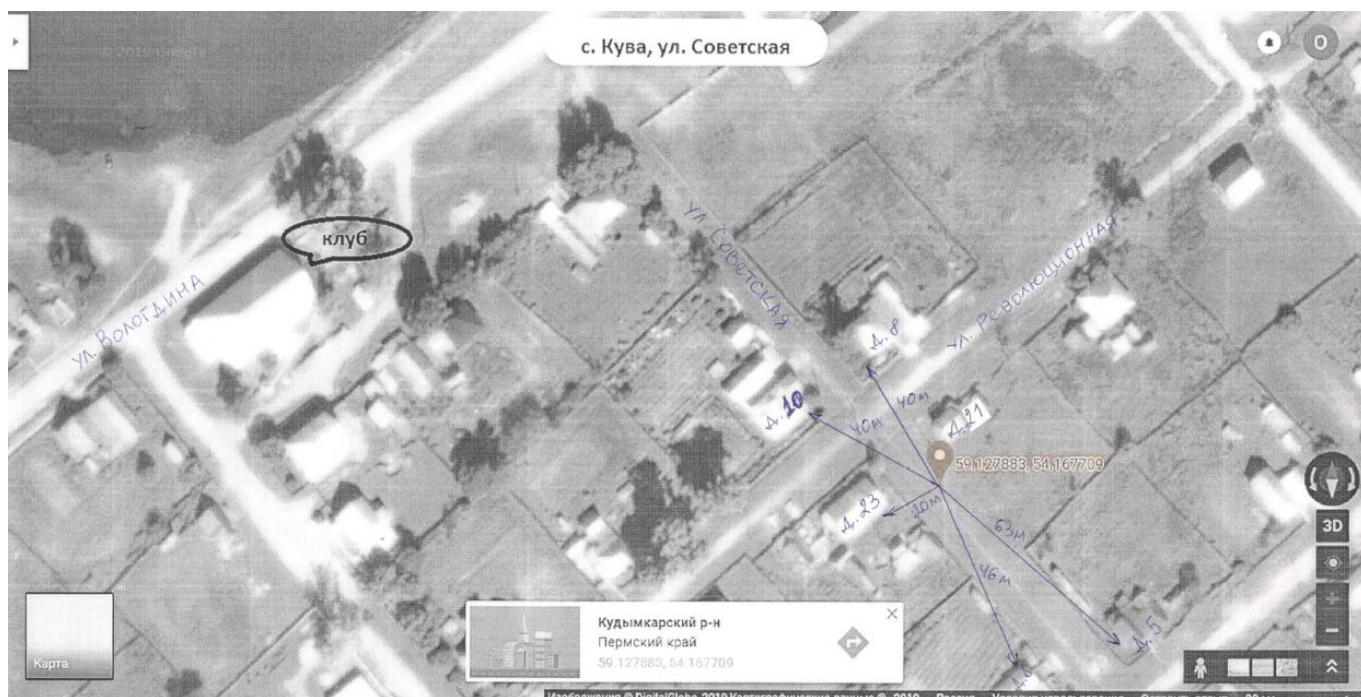 с. Кува, ул. Советская
О
клуб
ул. Вологдина
ул. Советская
ул. Революционная
д. 8
д. 10
40м
40м
д. 21
59.127883, 54.167709
д. 23
20м
63м
46м
д. 5
3D
Кудымкарский р-н
Пермский край
59.127883, 54.167709
Карта